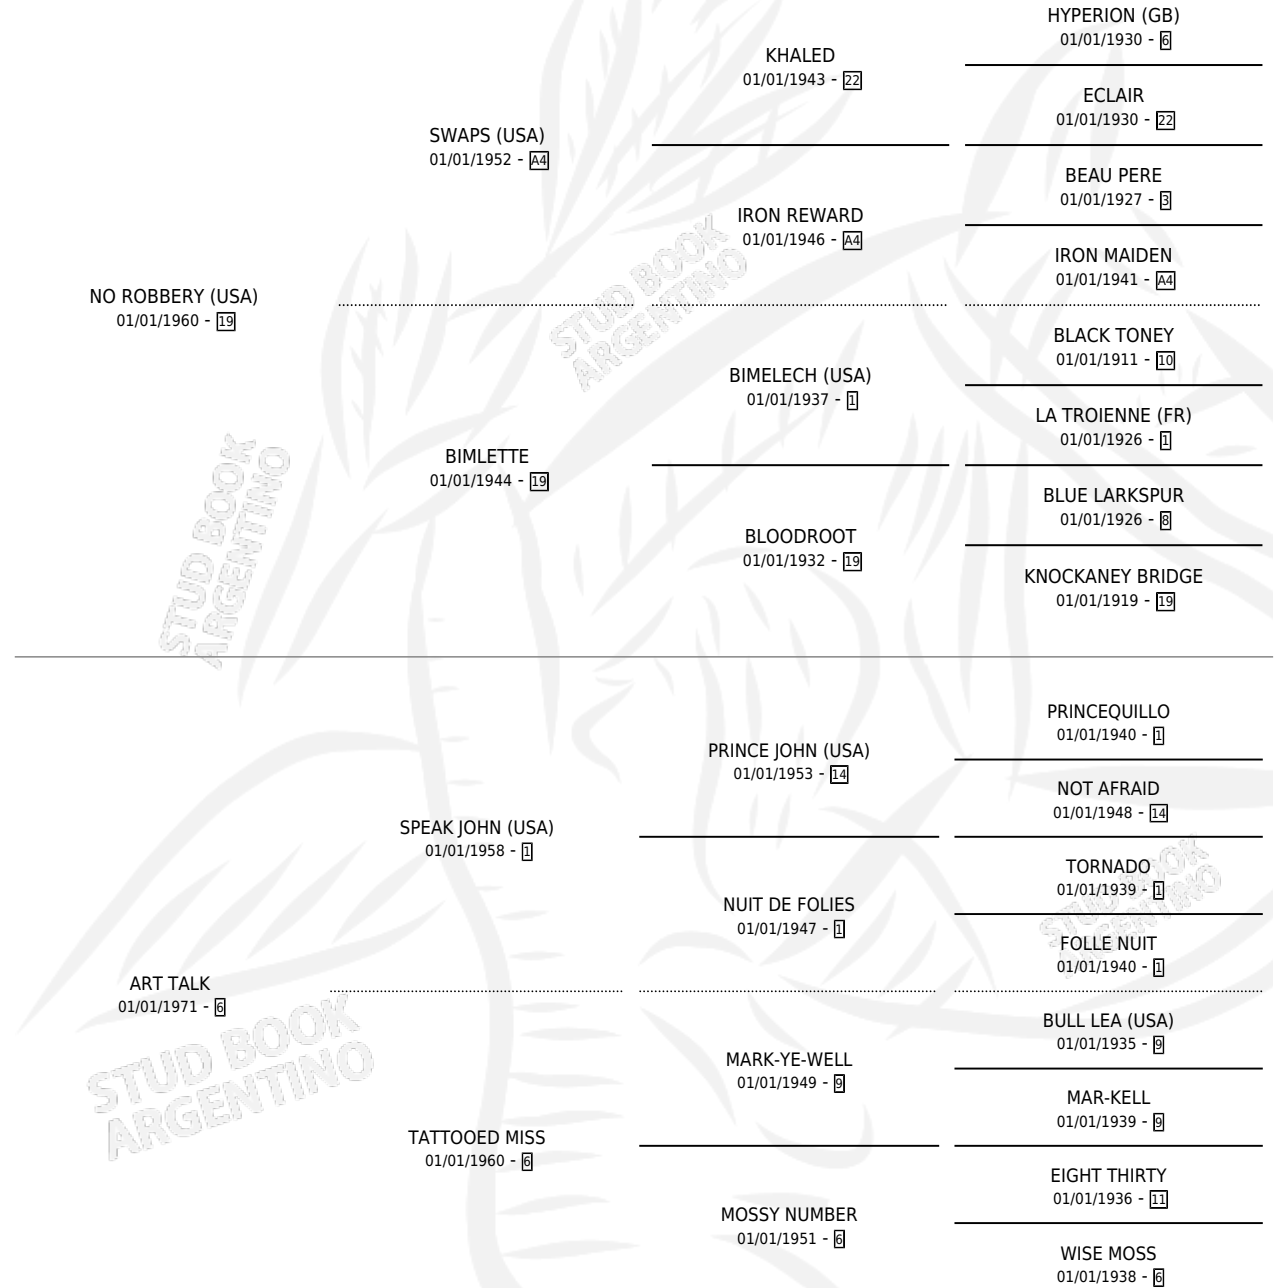 HYPERION (GB)
01/01/1930 - 6
KHALED
01/01/1943 - 22
ECLAIR
01/01/1930 - 22
SWAPS (USA)
01/01/1952 - A4
BEAU PERE
01/01/1927 - 3
IRON REWARD
01/01/1946 - A4
IRON MAIDEN
01/01/1941 - A4
NO ROBBERY (USA)
01/01/1960 - 19
BLACK TONEY
01/01/1911 - 10
BIMELECH (USA)
01/01/1937 - 1
LA TROIENNE (FR)
01/01/1926 - 1
BIMLETTE
01/01/1944 - 19
BLUE LARKSPUR
01/01/1926 - 8
BLOODROOT
01/01/1932 - 19
KNOCKANEY BRIDGE
01/01/1919 - 19
PRINCEQUILLO
01/01/1940 - 1
PRINCE JOHN (USA)
01/01/1953 - 14
NOT AFRAID
01/01/1948 - 14
SPEAK JOHN (USA)
01/01/1958 - 1
TORNADO
01/01/1939 - 1
NUIT DE FOLIES
01/01/1947 - 1
FOLLE NUIT
01/01/1940 - 1
ART TALK
01/01/1971 - 6
BULL LEA (USA)
01/01/1935 - 9
MARK-YE-WELL
01/01/1949 - 9
MAR-KELL
01/01/1939 - 9
TATTOOED MISS
01/01/1960 - 6
EIGHT THIRTY
01/01/1936 - 11
MOSSY NUMBER
01/01/1951 - 6
WISE MOSS
01/01/1938 - 6
STUD BOOK
ARGENTINO
STUD BOOK
ARGENTINO
STUD BOOK
ARGENTINO
STUD BOOK
ARGENTINO